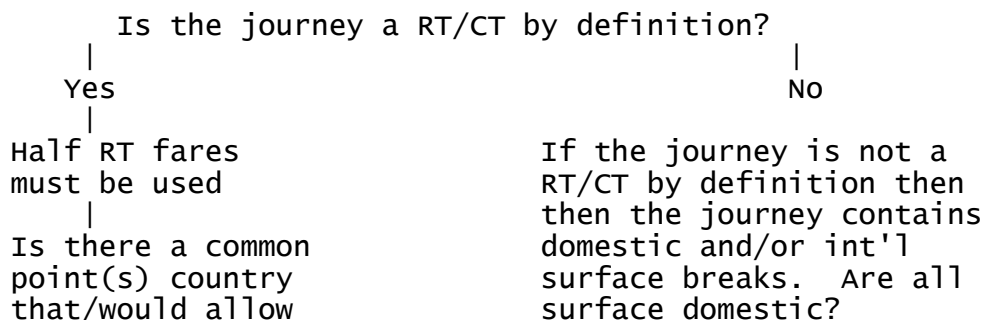 Is the journey a RT/CT by definition?
| |
Yes No
|
Half RT fares If the journey is not a
must be used RT/CT by definition then
| then the journey contains
Is there a common domestic and/or int'l
point(s) country surface breaks. Are all
that/would allow surface domestic?